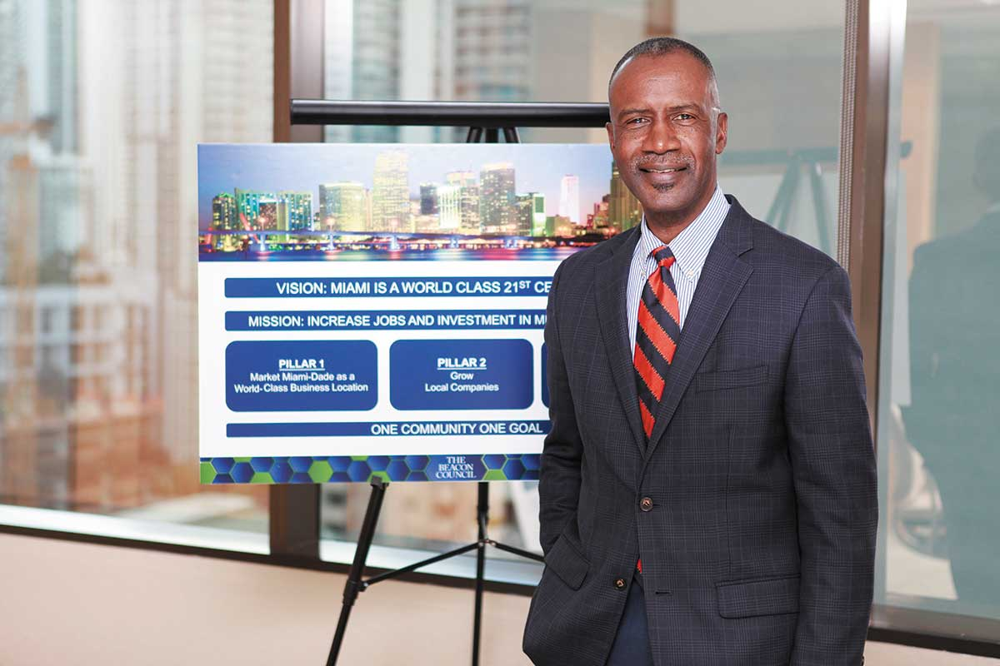 VISION: MIAMI IS A WORLD CLASS 21ST CE
MISSION: INCREASE JOBS AND INVESTMENT IN MI
PILLAR 1
Market Miami-Dade as a
World-Class Business Location
PILLAR 2
Grow
Local Companies
ONE COMMUNITY ONE GOAL
THE
BEACON
COUNCIL